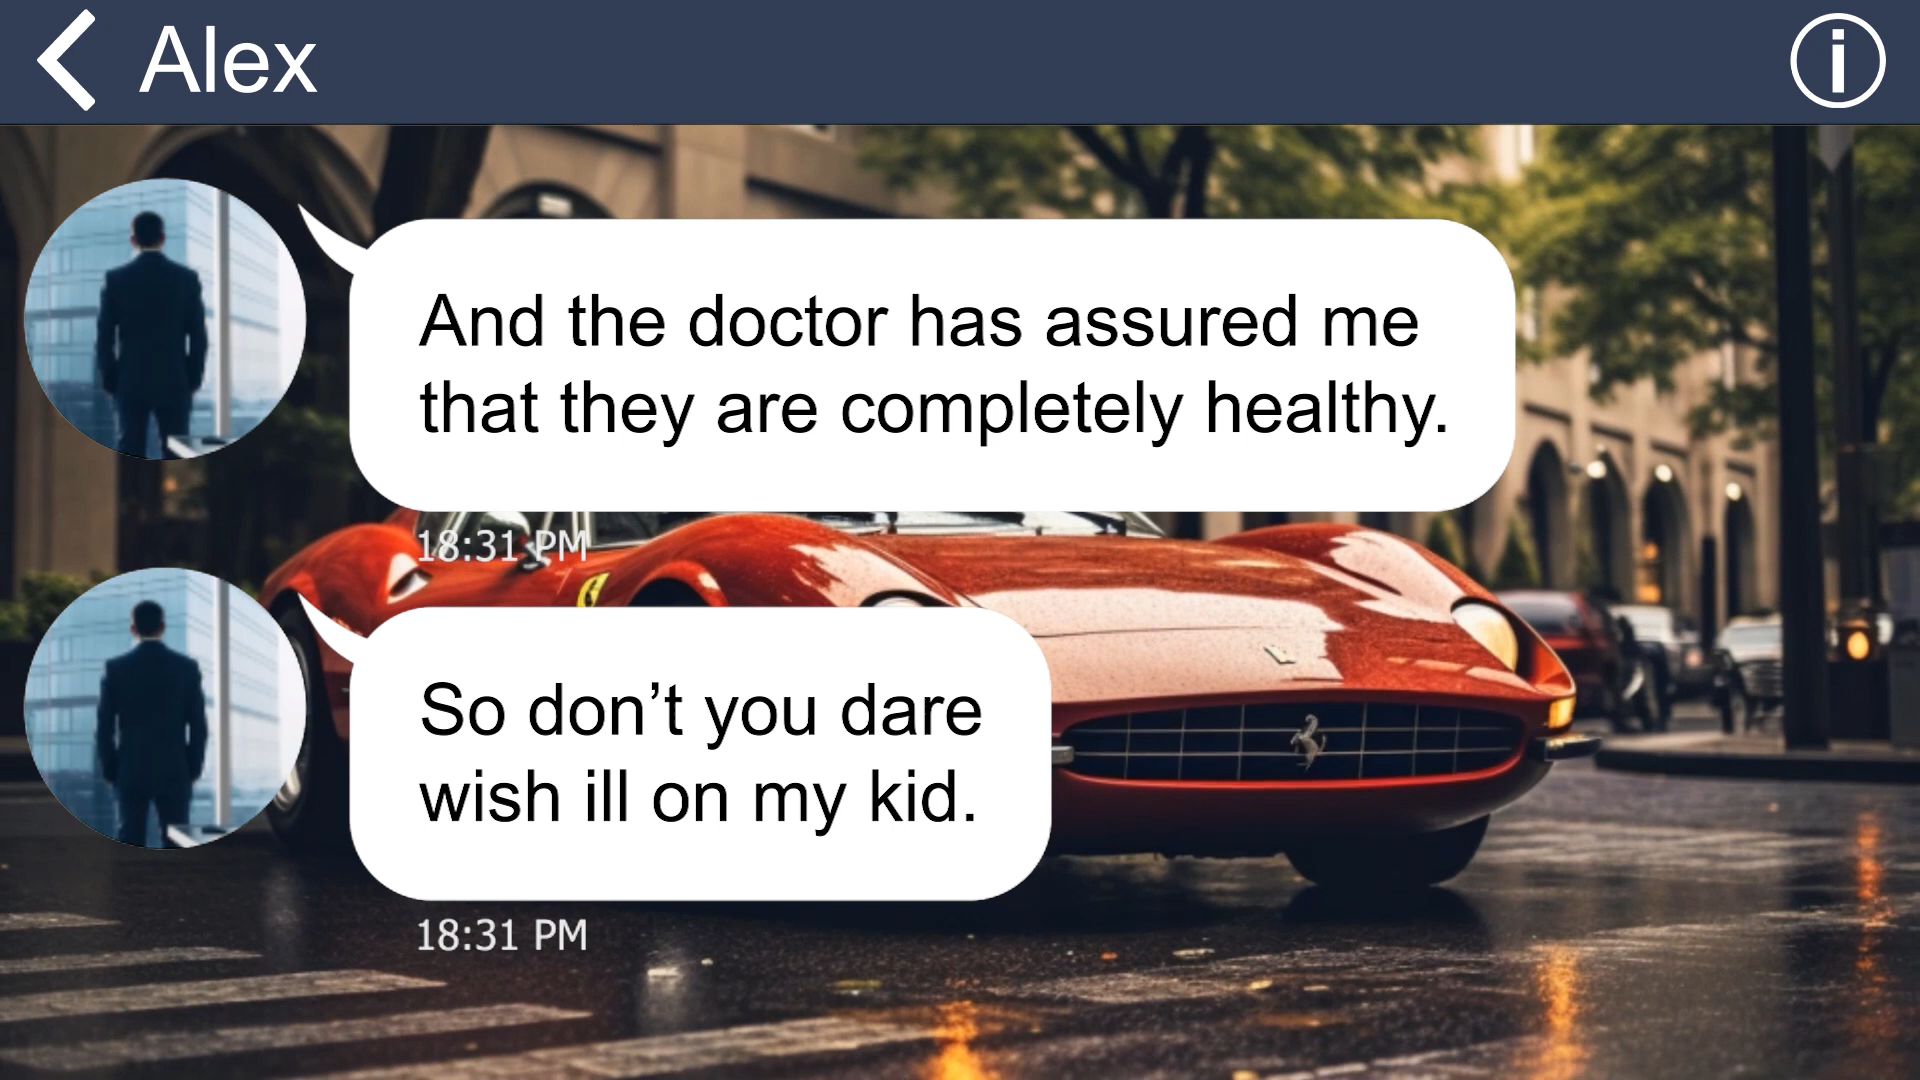 Alex
And the doctor has assured me
that they are completely healthy.
18:31 PM
So don’t you dare
wish ill on my kid.
18:31 PM